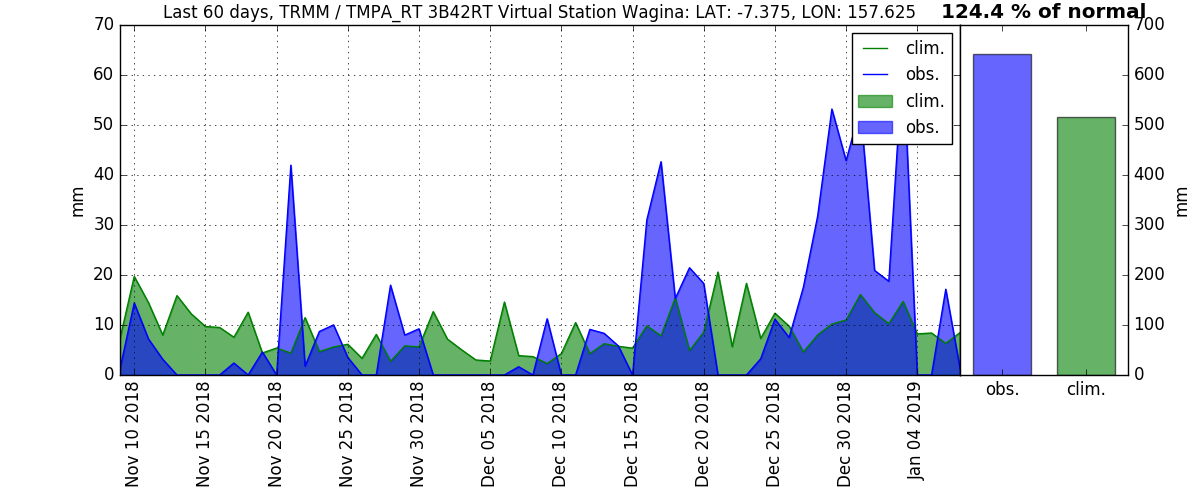 Last 60 days, TRMM / TMPA_RT 3B42RT Virtual Station Wagina: LAT: -7.375, LON: 157.625
124.4 % of normal
70
60
50
40
30
20
10
0
mm
clim.
obs.
clim.
obs.
700
600
500
400
300
200
100
0
mm
obs.
clim.
Nov 10 2018
Nov 15 2018
Nov 20 2018
Nov 25 2018
Nov 30 2018
Dec 05 2018
Dec 10 2018
Dec 15 2018
Dec 20 2018
Dec 25 2018
Dec 30 2018
Jan 04 2019